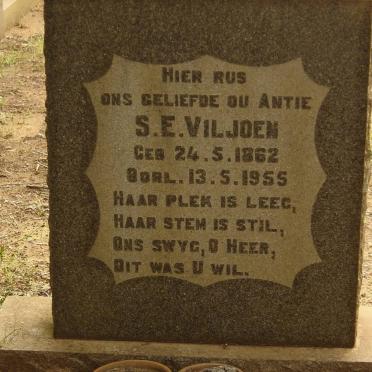 HIER RUS
ONS GELIEFDE OU ANTIE
S.E. VILJOEN
GEB 24.5.1862
OORL. 13.5.1955
HAAR PLEK IS LEEG,
HAAR STEM IS STIL,
ONS SWYG, O HEER,
DIT WAS U WIL.